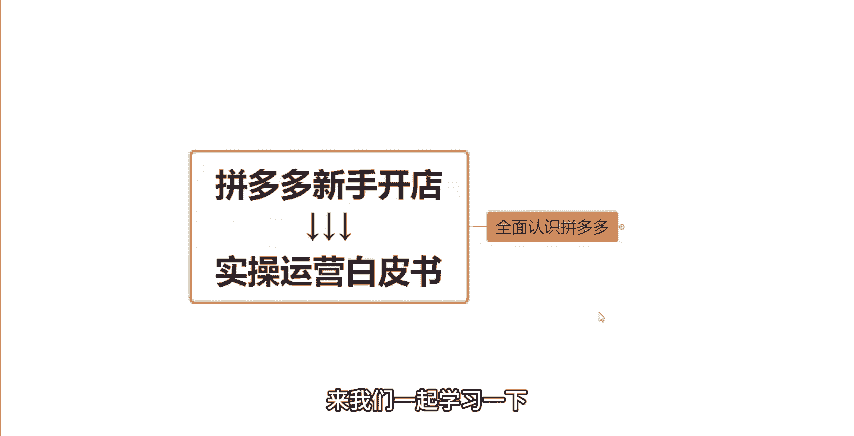 拼多多新手开店
↓↓↓
实操运营白皮书
全面认识拼多多
来我们一起学习一下